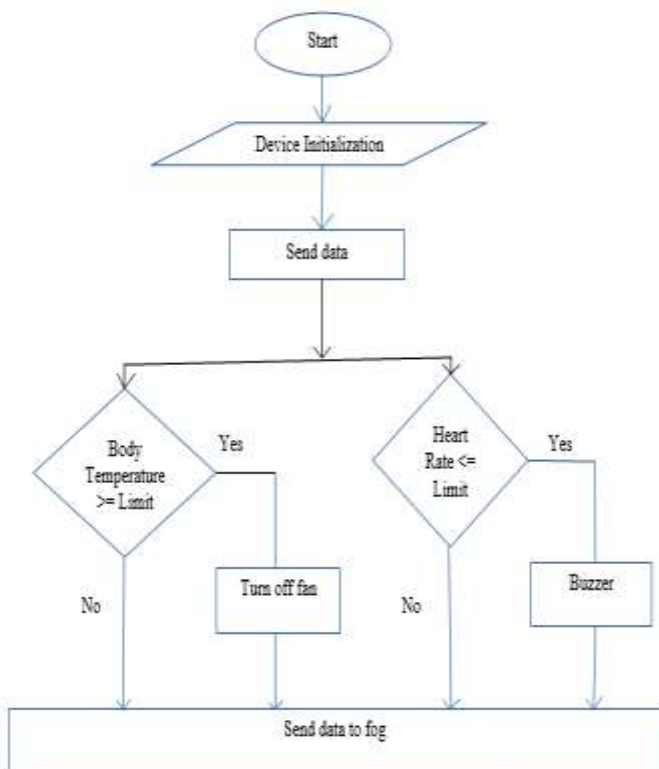 Start
Device Initialization
Send data
Body
Temperature
>= Limit
Yes
Heart
Rate <=
Limit
Yes
Turn off fan
Buzzer
No
No
Send data to fog